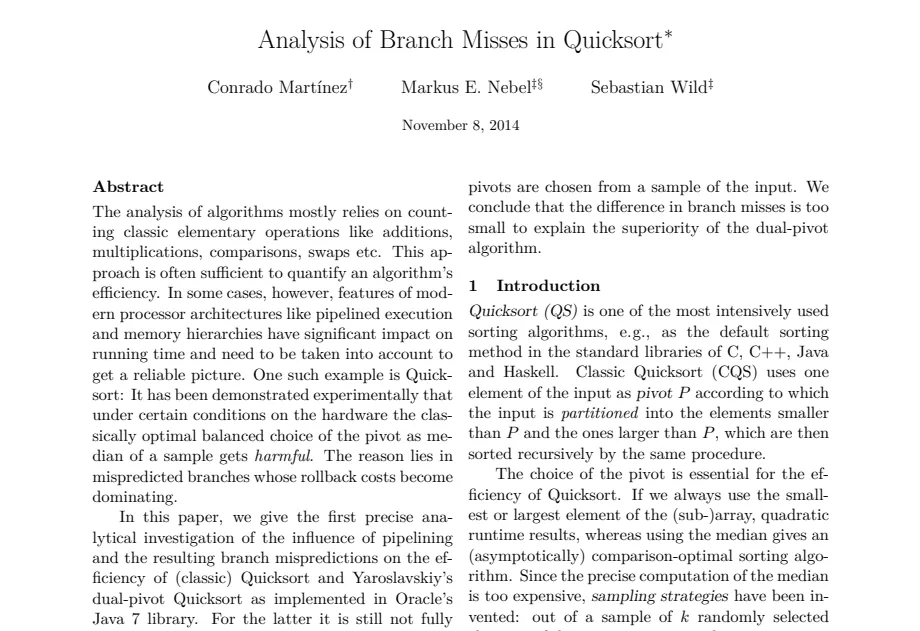 Analysis of Branch Misses in Quicksort*
Conrado Martínez† Markus E. Nebel‡§ Sebastian Wild‡
November 8, 2014
Abstract
The analysis of algorithms mostly relies on count-
ing classic elementary operations like additions,
multiplications, comparisons, swaps etc. This ap-
proach is often sufficient to quantify an algorithm's
efficiency. In some cases, however, features of mod-
ern processor architectures like pipelined execution
and memory hierarchies have significant impact on
running time and need to be taken into account to
get a reliable picture. One such example is Quick-
sort: It has been demonstrated experimentally that
under certain conditions on the hardware the clas-
sically optimal balanced choice of the pivot as me-
dian of a sample gets harmful. The reason lies in
mispredicted branches whose rollback costs become
dominating.
In this paper, we give the first precise ana-
lytical investigation of the influence of pipelining
and the resulting branch mispredictions on the ef-
ficiency of (classic) Quicksort and Yaroslavskiy's
dual-pivot Quicksort as implemented in Oracle's
Java 7 library. For the latter it is still not fully
pivots are chosen from a sample of the input. We
conclude that the difference in branch misses is too
small to explain the superiority of the dual-pivot
algorithm.
1 Introduction
Quicksort (QS) is one of the most intensively used
sorting algorithms, e.g., as the default sorting
method in the standard libraries of C, C++, Java
and Haskell. Classic Quicksort (CQS) uses one
element of the input as pivot P according to which
the input is partitioned into the elements smaller
than P and the ones larger than P, which are then
sorted recursively by the same procedure.
The choice of the pivot is essential for the ef-
ficiency of Quicksort. If we always use the small-
est or largest element of the (sub-)array, quadratic
runtime results, whereas using the median gives an
(asymptotically) comparison-optimal sorting algo-
rithm. Since the precise computation of the median
is too expensive, sampling strategies have been in-
vented: out of a sample of k randomly selected